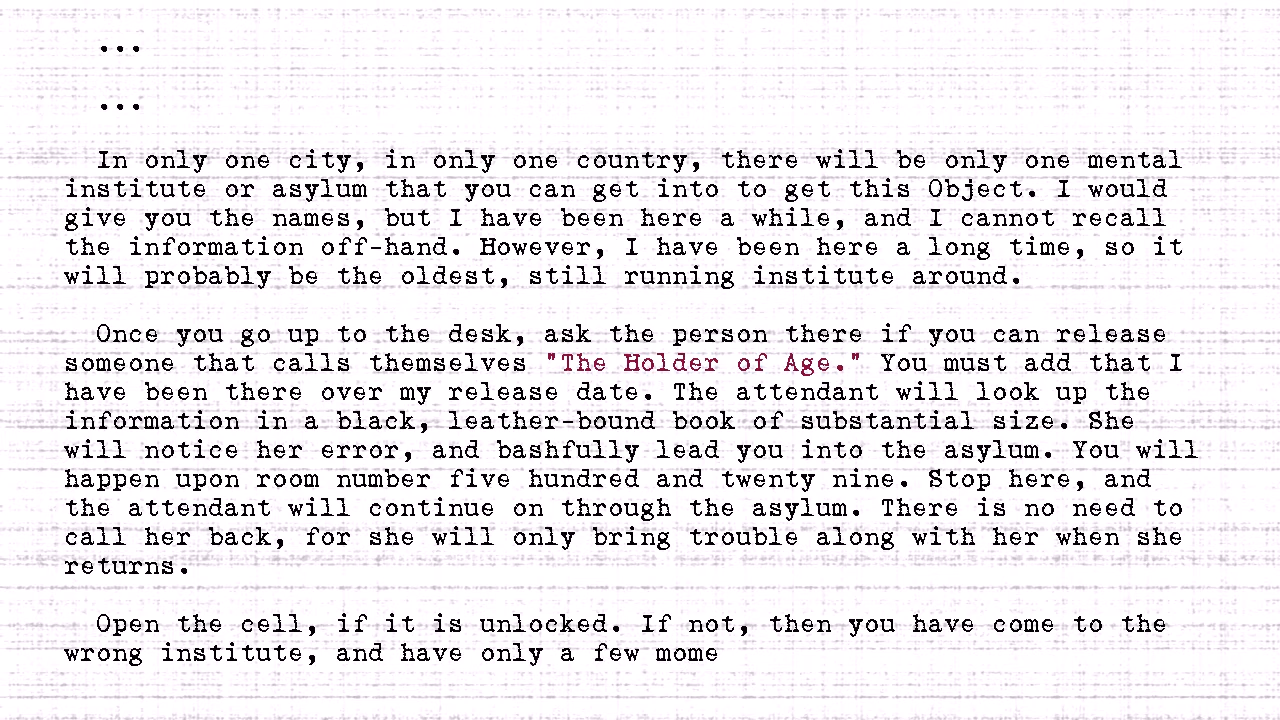 ...
...
In only one city, in only one country, there will be only one mental
institute or asylum that you can get into to get this Object. I would
give you the names, but I have been here a while, and I cannot recall
the information off-hand. However, I have been here a long time, so it
will probably be the oldest, still running institute around.
Once you go up to the desk, ask the person there if you can release
someone that calls themselves "The Holder of Age." You must add that I
have been there over my release date. The attendant will look up the
information in a black, leather-bound book of substantial size. She
will notice her error, and bashfully lead you into the asylum. You will
happen upon room number five hundred and twenty nine. Stop here, and
the attendant will continue on through the asylum. There is no need to
call her back, for she will only bring trouble along with her when she
returns.
Open the cell, if it is unlocked. If not, then you have come to the
wrong institute, and have only a few mome